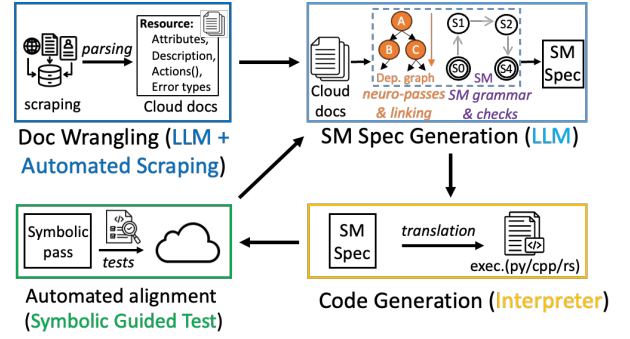 scraping
parsing
Resource:
Attributes,
Description,
Actions(),
Error types
Cloud docs
Doc Wrangling (LLM +
Automated Scraping)
Cloud
docs
A
B
C
Dep. graph
neuro-passes
& linking
S1
S2
S0
S4
SM
SM grammar
& checks
SM
Spec
SM Spec Generation (LLM)
Symbolic
pass
tests
Automated alignment
(Symbolic Guided Test)
SM
Spec
translation
exec.(py/cpp/rs)
Code Generation (Interpreter)